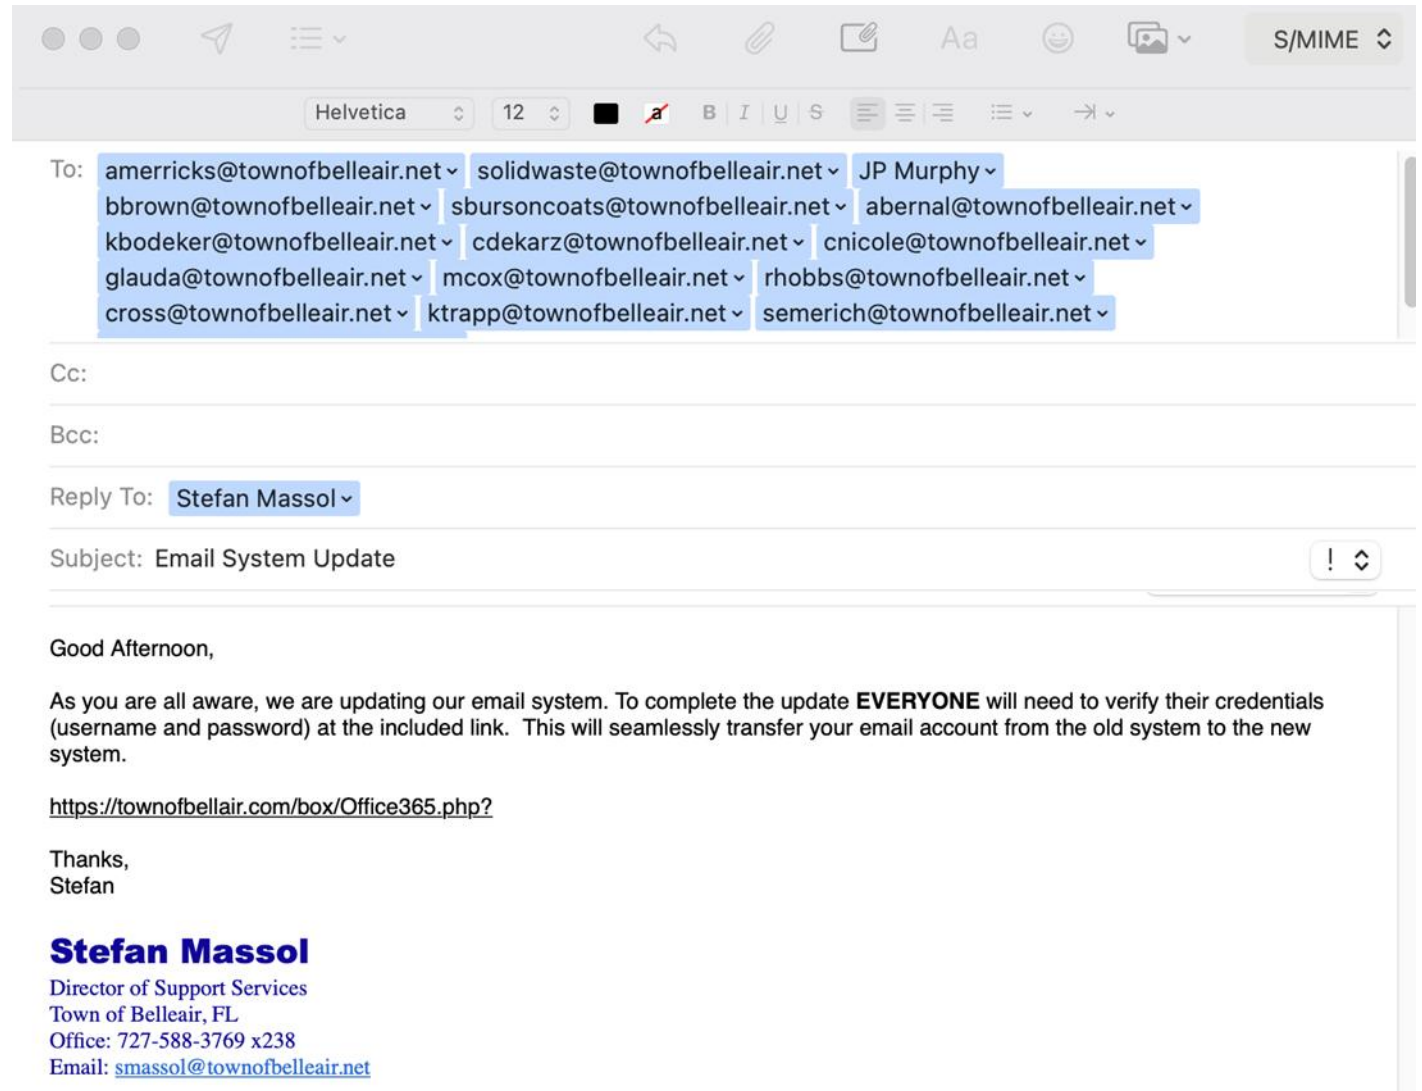 S/MIME
Helvetica 12 a B I U S
Aa
To: amerricks@townofbelleair.net solidwaste@townofbelleair.net JP Murphy
bbrown@townofbelleair.net sbursoncoats@townofbelleair.net abernal@townofbelleair.net
kbodeker@townofbelleair.net cdekarz@townofbelleair.net cnicole@townofbelleair.net
glauda@townofbelleair.net mcox@townofbelleair.net rhobbs@townofbelleair.net
cross@townofbelleair.net ktrapp@townofbelleair.net semerich@townofbelleair.net
Cc:
Bcc:
Reply To: Stefan Massol
Subject: Email System Update !
Good Afternoon,
As you are all aware, we are updating our email system. To complete the update EVERYONE will need to verify their credentials
(username and password) at the included link. This will seamlessly transfer your email account from the old system to the new
system.
https://townofbellair.com/box/Office365.php?
Thanks,
Stefan
Stefan Massol
Director of Support Services
Town of Belleair, FL
Office: 727-588-3769 x238
Email: smassol@townofbelleair.net